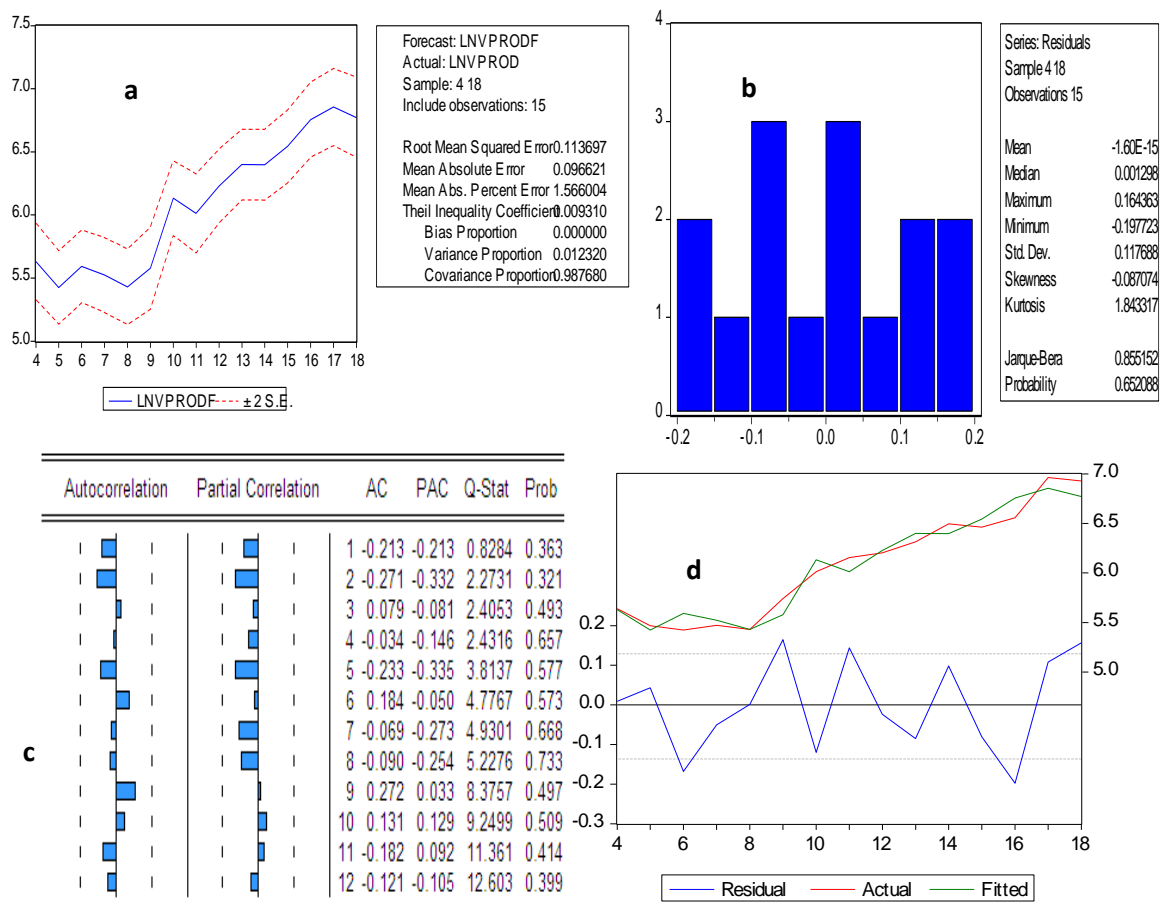 7.5
7.0
6.5
6.0
5.5
5.0
a
4 5 6 7 8 9 10 11 12 13 14 15 16 17 18
LNVPRODF ± 2 S.E.
Forecast: LNVPRODF
Actual: LNVPROD
Sample: 4 18
Include observations: 15
Root Mean Squared Error 0.113697
Mean Absolute Error 0.096621
Mean Abs. Percent Error 1.566004
Theil Inequality Coefficient 0.009310
Bias Proportion 0.000000
Variance Proportion 0.012320
Covariance Proportion 0.987680
4
3
2
1
0
b
-0.2 -0.1 0.0 0.1 0.2
Series: Residuals
Sample 4 18
Observations 15
Mean -1.60E-15
Median 0.001298
Maximum 0.164363
Minimum -0.197723
Std. Dev. 0.117688
Skewness -0.087074
Kurtosis 1.843317
Jarque-Bera 0.855152
Probability 0.652088
c
Autocorrelation Partial Correlation AC PAC Q-Stat Prob
1 -0.213 -0.213 0.8284 0.363
2 -0.271 -0.332 2.2731 0.321
3 0.079 -0.081 2.4053 0.493
4 -0.034 -0.146 2.4316 0.657
5 -0.233 -0.335 3.8137 0.577
6 0.184 -0.050 4.7767 0.573
7 -0.069 -0.273 4.9301 0.668
8 -0.090 -0.254 5.2276 0.733
9 0.272 0.033 8.3757 0.497
10 0.131 0.129 9.2499 0.509
11 -0.182 0.092 11.361 0.414
12 -0.121 -0.105 12.603 0.399
d
7.0
6.5
6.0
5.5
5.0
0.2
0.1
0.0
-0.1
-0.2
-0.3
4 6 8 10 12 14 16 18
Residual Actual Fitted